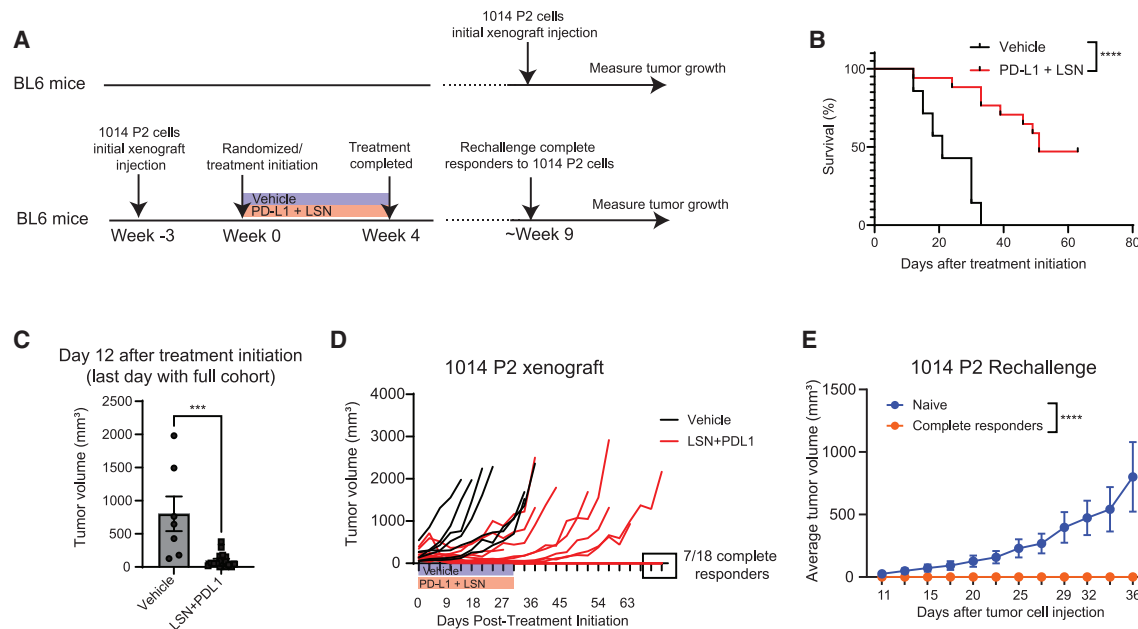 A
1014 P2 cells
initial xenograft injection
BL6 mice
Measure tumor growth
1014 P2 cells
initial xenograft
injection
Randomized/
treatment initiation
Treatment
completed
Rechallenge complete
responders to 1014 P2 cells
Vehicle
PD-L1 + LSN
BL6 mice
Measure tumor growth
Week -3
Week 0
Week 4
~Week 9
B
Vehicle
PD-L1 + LSN
****
Survival (%)
100
50
0
0 20 40 60 80
Days after treatment initiation
C
Day 12 after treatment initiation
(last day with full cohort)
***
Tumor volume (mm³)
2500
2000
1500
1000
500
0
Vehicle
LSN+PDL1
D
1014 P2 xenograft
Tumor volume (mm³)
4000
3000
2000
1000
0
Vehicle
LSN+PDL1
7/18 complete
responders
Vehicle
PD-L1 + LSN
0 9 18 27 36 45 54 63
Days Post-Treatment Initiation
E
1014 P2 Rechallenge
Naive
Complete responders
****
Average tumor volume (mm³)
1500
1000
500
0
11 15 18 22 25 29 32 36
Days after tumor cell injection